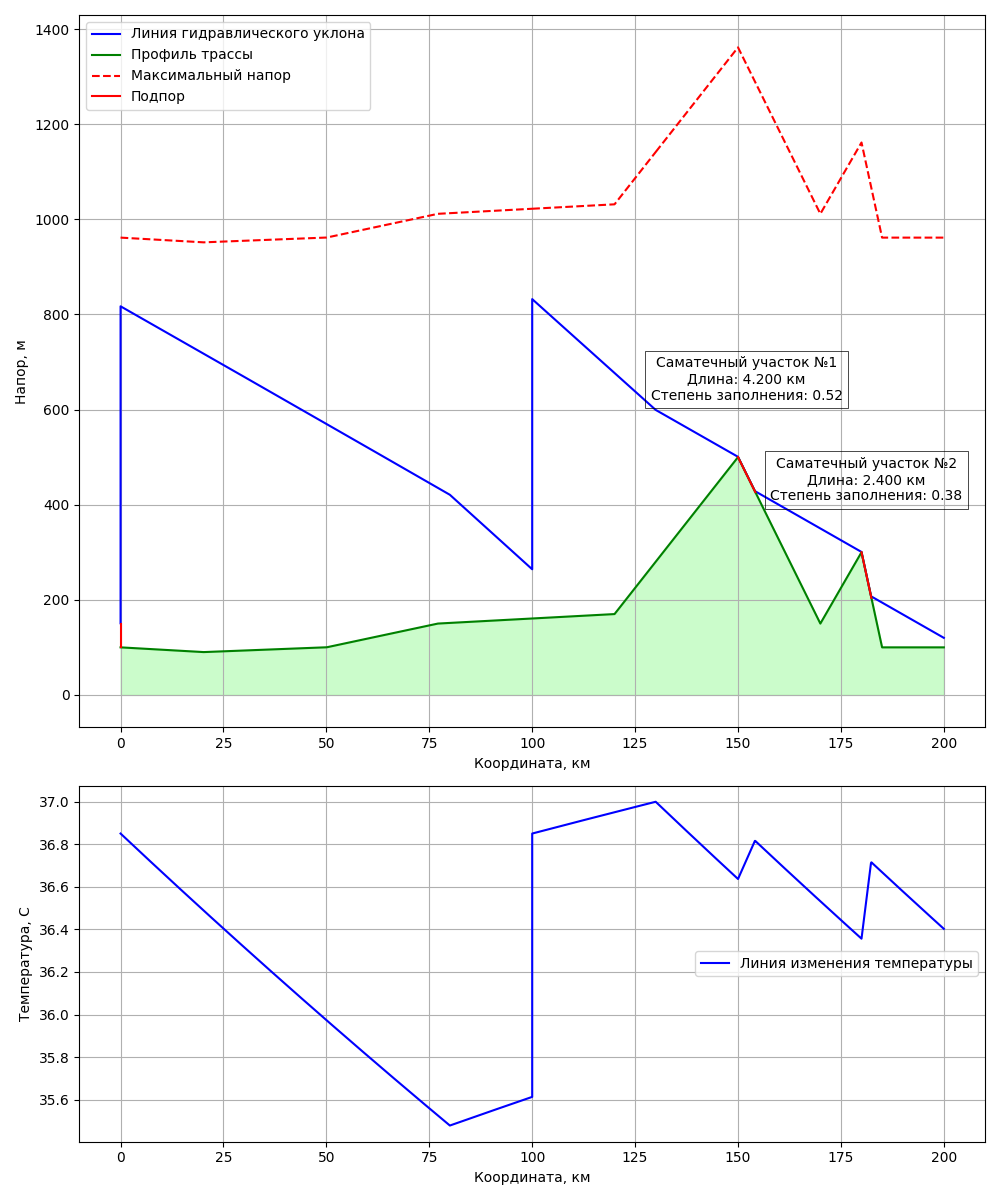 Линия гидравлического уклона
Профиль трассы
Максимальный напор
Подпор
1400
1200
1000
800
600
400
200
0
Напор, м
Саматечный участок №1
Длина: 4.200 км
Степень заполнения: 0.52
Саматечный участок №2
Длина: 2.400 км
Степень заполнения: 0.38
0 25 50 75 100 125 150 175 200
Координата, км
37.0
36.8
36.6
36.4
36.2
36.0
35.8
35.6
Температура, С
Линия изменения температуры
0 25 50 75 100 125 150 175 200
Координата, км